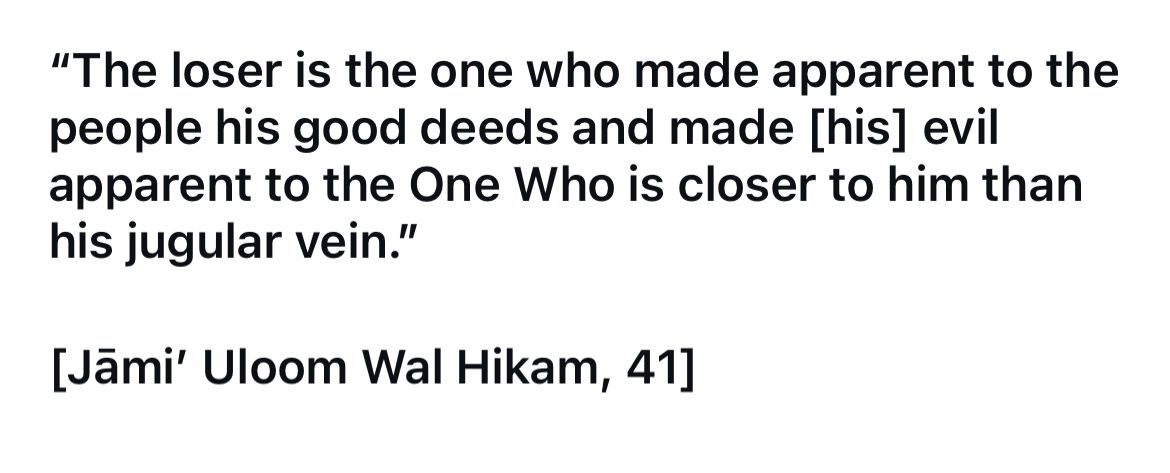 “The loser is the one who made apparent to the
people his good deeds and made [his] evil
apparent to the One Who is closer to him than
his jugular vein.”
[Jāmi’ Uloom Wal Hikam, 41]